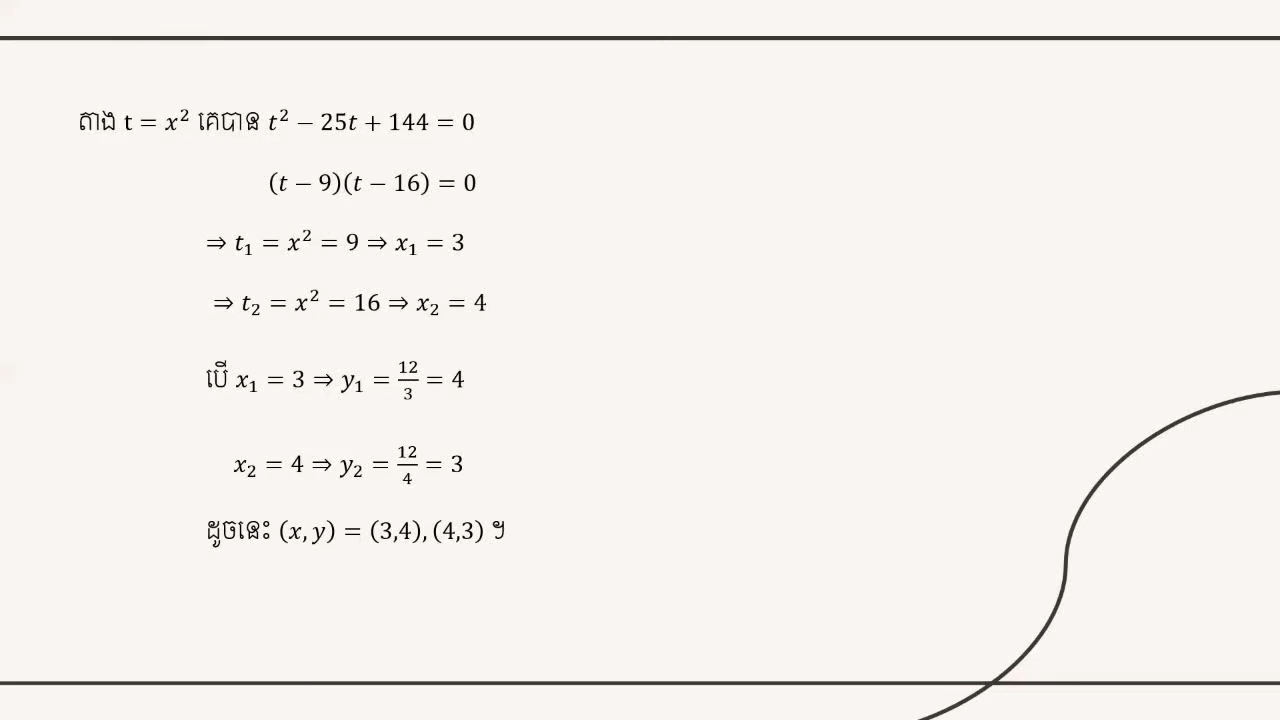 តាង t = x² គេបាន t² − 25t + 144 = 0
(t − 9)(t − 16) = 0
⇒ t₁ = x² = 9 ⇒ x₁ = 3
⇒ t₂ = x² = 16 ⇒ x₂ = 4
បើ x₁ = 3 ⇒ y₁ = 12/3 = 4
x₂ = 4 ⇒ y₂ = 12/4 = 3
ដូចនេះ (x, y) = (3,4), (4,3) ។